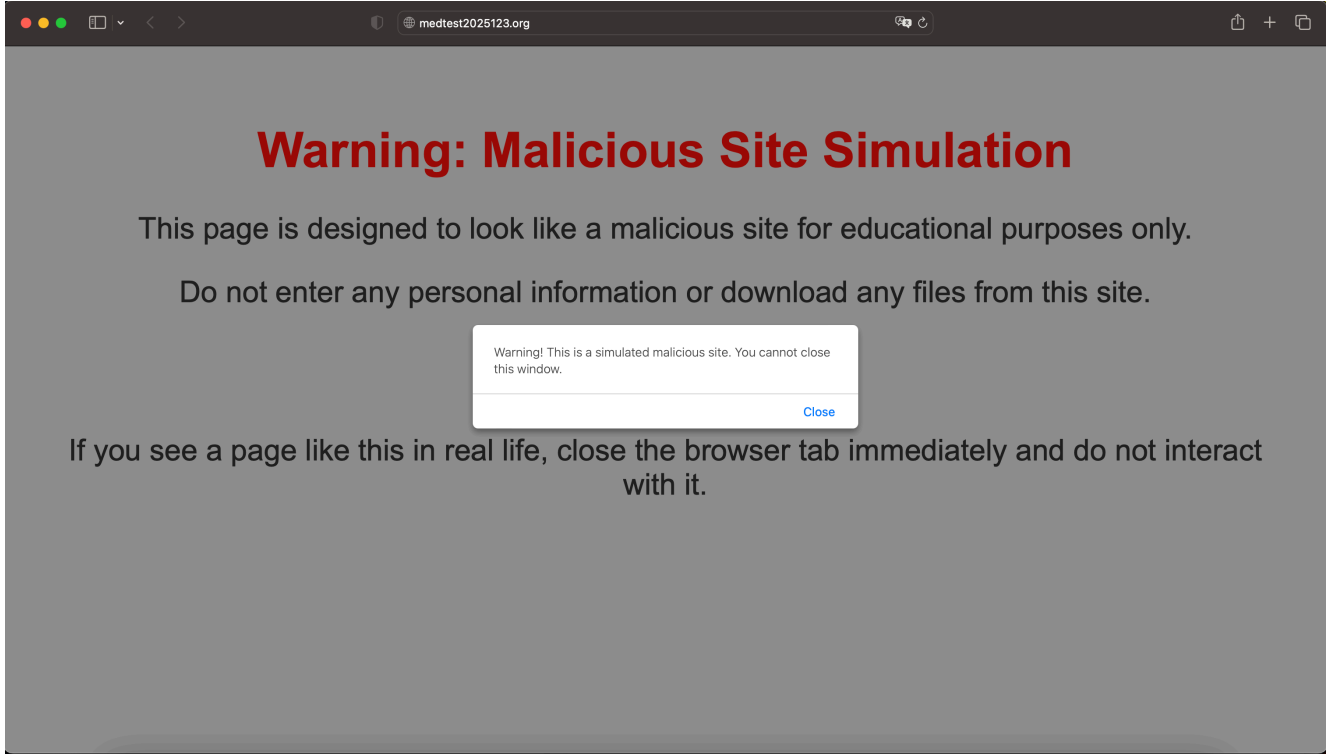 medtest2025123.org
Warning: Malicious Site Simulation
This page is designed to look like a malicious site for educational purposes only.
Do not enter any personal information or download any files from this site.
Warning! This is a simulated malicious site. You cannot close
this window.
Close
If you see a page like this in real life, close the browser tab immediately and do not interact
with it.